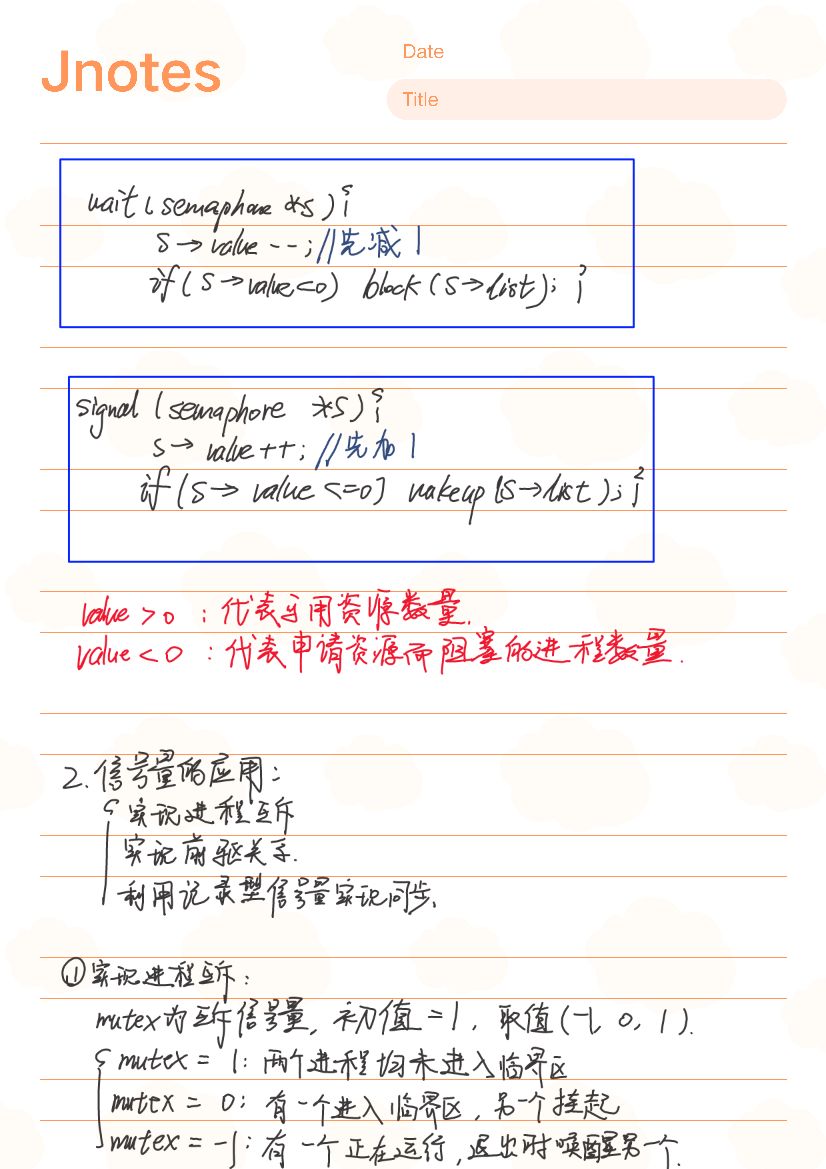 Jnotes
Date
Title
wait(semaphore *s){
s→value--;//先减1
if(s→value<0) block(s→list); }
signal(semaphore *s){
s→value++;//先加1
if(s→value<=0) wakeup(s→list); }
value>0：代表可用资源数量.
value<0：代表申请资源而阻塞的进程数量.
2.信号量的应用：
{ 实现进程互斥
实现前驱关系.
利用记录型信号量实现同步.
①实现进程互斥：
mutex为互斥信号量, 初值=1, 取值(-1, 0, 1).
{ mutex = 1: 两个进程均未进入临界区
mutex = 0: 有一个进入临界区, 另一个挂起
mutex = -1: 有一个正在运行, 退出时唤醒另一个.